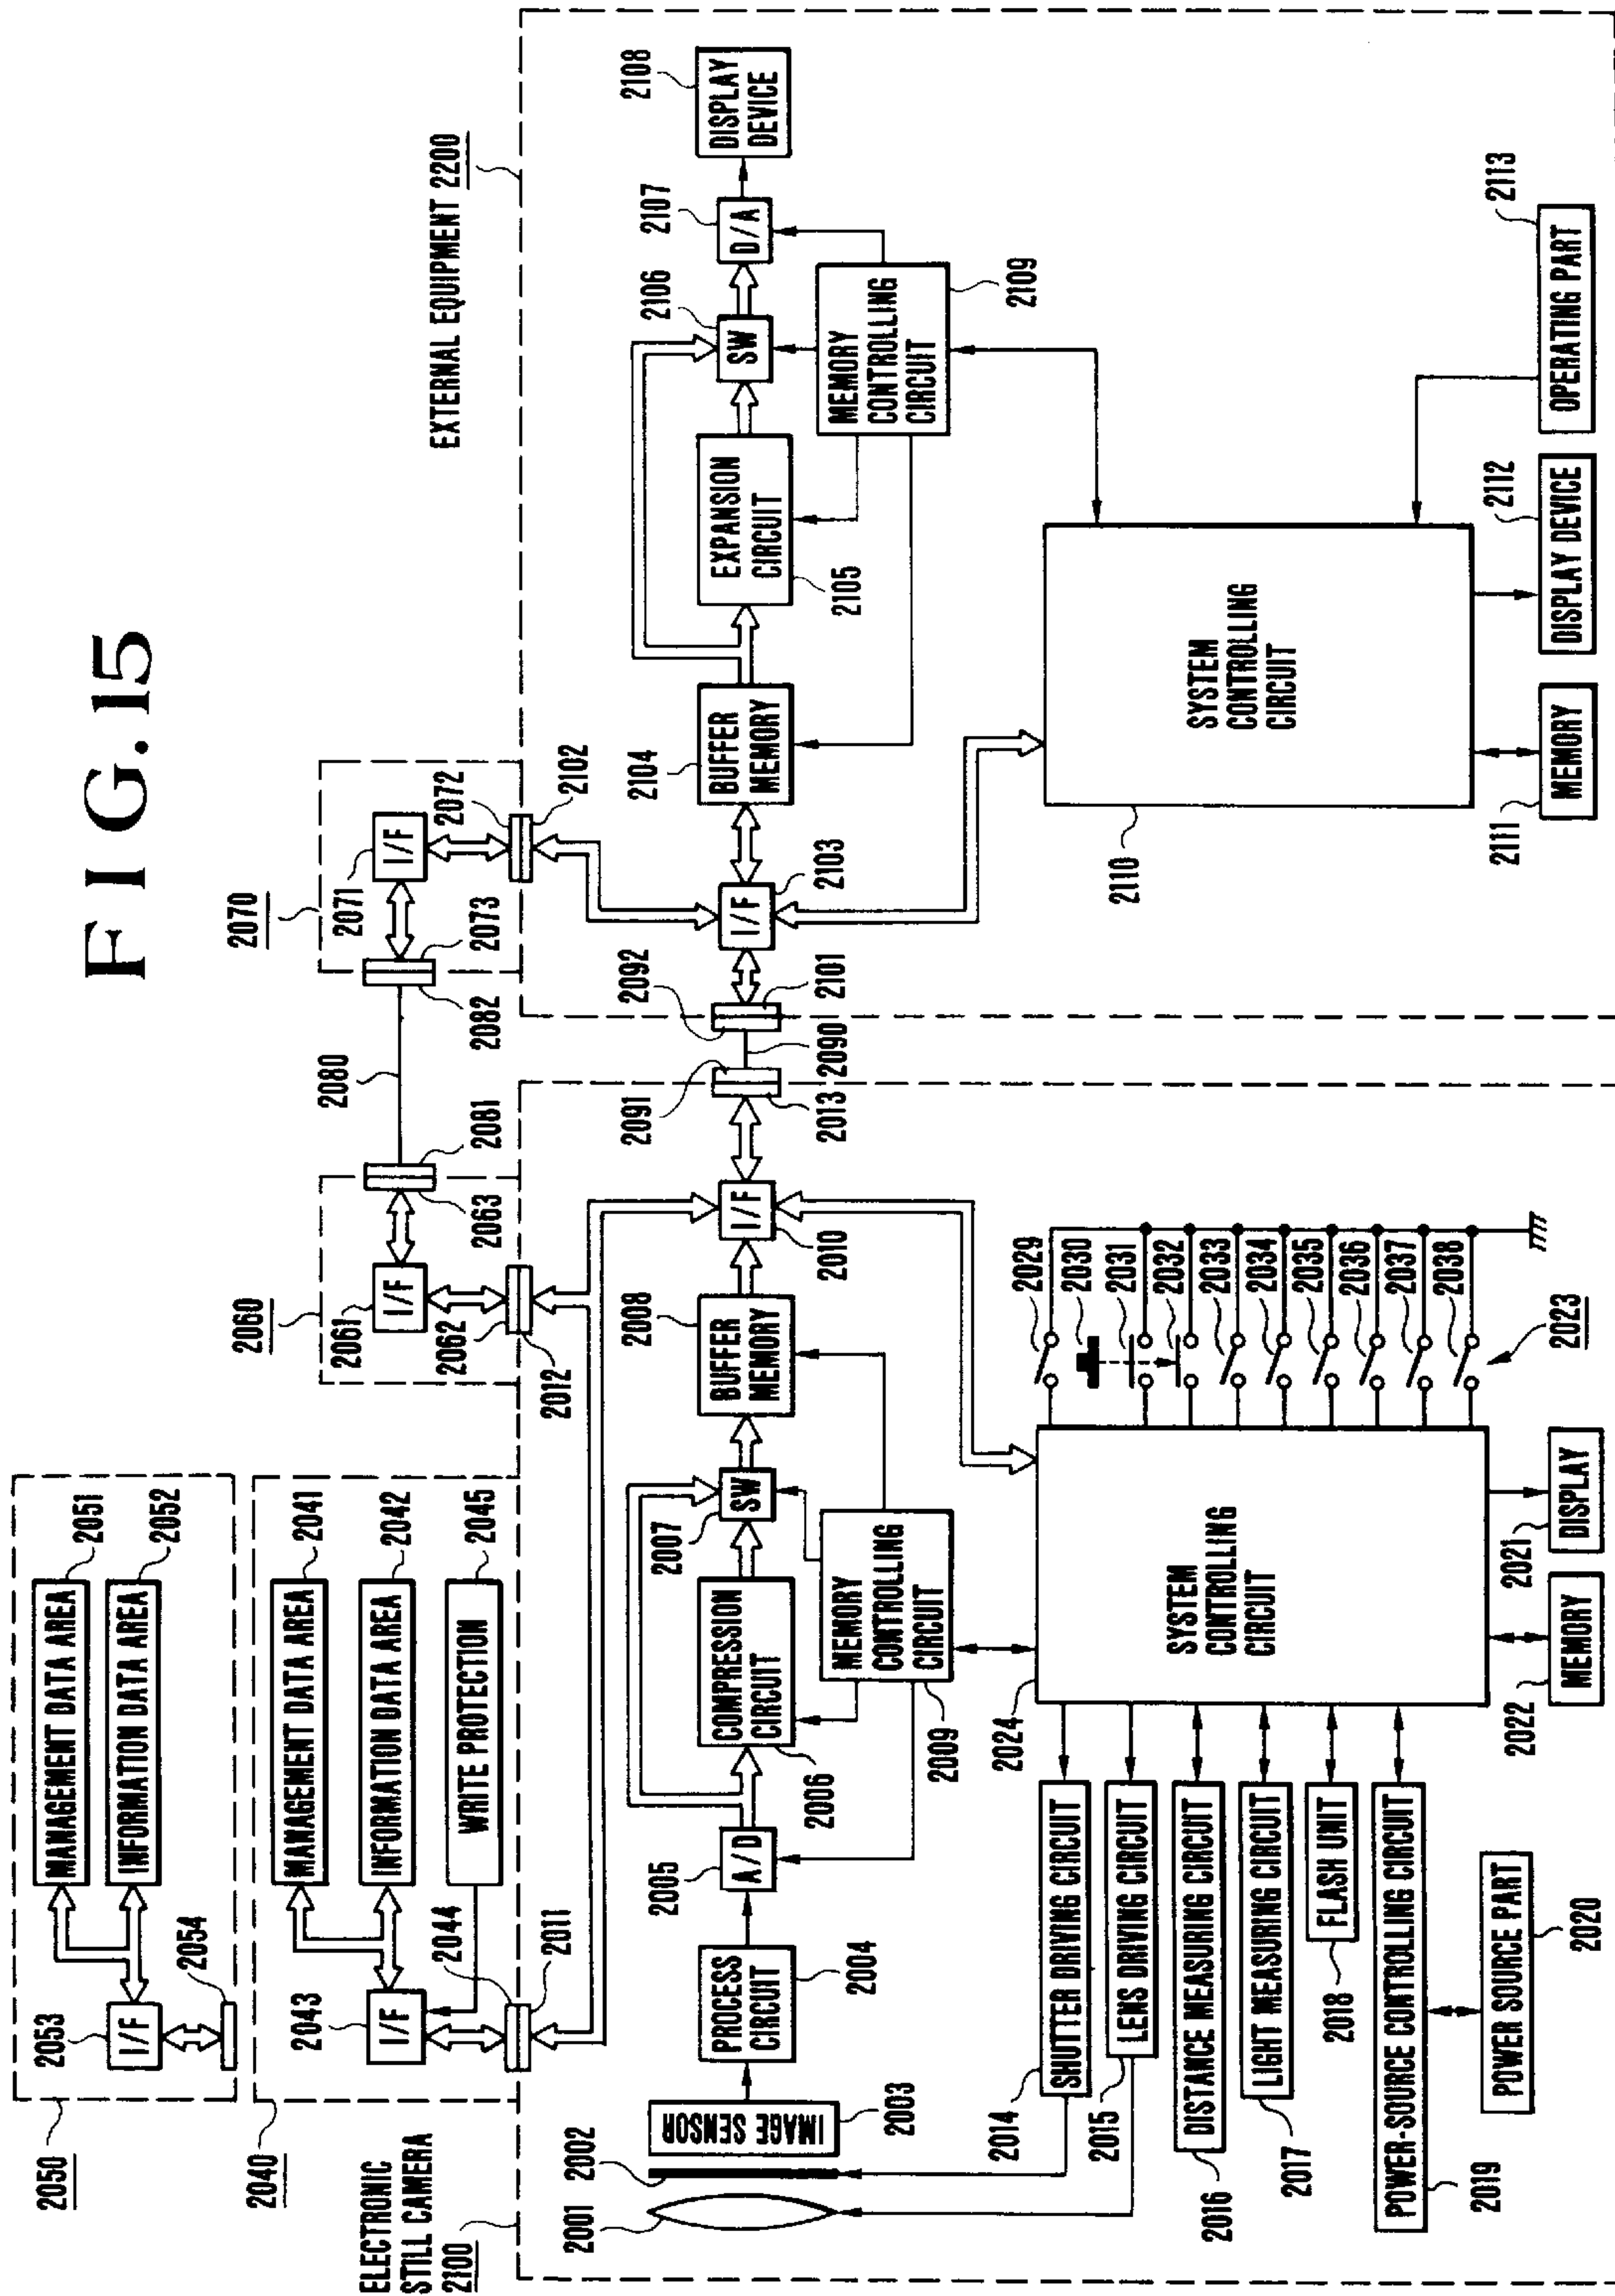 FIG. 15
2050
2051
MANAGEMENT DATA AREA
2052
INFORMATION DATA AREA
2053
I/F
2054
2040
2041
MANAGEMENT DATA AREA
2042
INFORMATION DATA AREA
2045
WRITE PROTECTION
2043
I/F
2044
2011
2060
2061
I/F
2062
2063
2012
2081
2080
2082
2070
2071
I/F
2072
2073
2102
ELECTRONIC
STILL CAMERA
2100
2001
2002
IMAGE SENSOR
2003
PROCESS
CIRCUIT
2004
2005
A/D
COMPRESSION
CIRCUIT
2006
2007
SW
2008
BUFFER
MEMORY
MEMORY
CONTROLLING
CIRCUIT
2009
I/F
2010
2091
2013
2090
2092
2101
EXTERNAL EQUIPMENT 2200
I/F
2103
2104
BUFFER
MEMORY
EXPANSION
CIRCUIT
2105
2106
SW
2107
D/A
2108
DISPLAY
DEVICE
MEMORY
CONTROLLING
CIRCUIT
2109
2014
SHUTTER DRIVING CIRCUIT
2015
LENS DRIVING CIRCUIT
2016
DISTANCE MEASURING CIRCUIT
2017
LIGHT MEASURING CIRCUIT
2018
FLASH UNIT
2019
POWER-SOURCE CONTROLLING CIRCUIT
POWER SOURCE PART
2020
2024
SYSTEM
CONTROLLING
CIRCUIT
2022
MEMORY
2021
DISPLAY
2029
2030
2031
2032
2033
2034
2035
2036
2037
2038
2023
2110
SYSTEM
CONTROLLING
CIRCUIT
2111
MEMORY
2112
DISPLAY DEVICE
2113
OPERATING PART